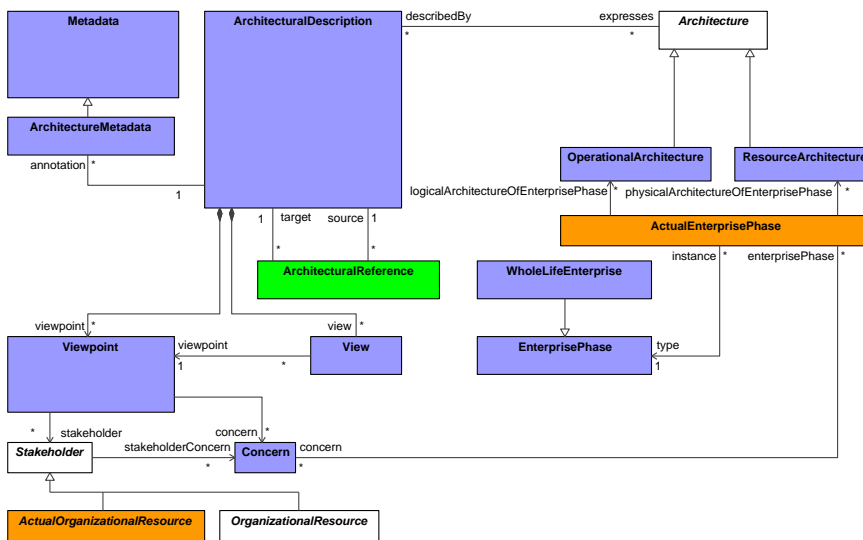 Metadata
ArchitecturalDescription
describedBy
expresses
Architecture
*
*
ArchitectureMetadata
annotation
*
1
OperationalArchitecture
ResourceArchitecture
logicalArchitectureOfEnterprisePhase
*
physicalArchitectureOfEnterprisePhase
*
1
target
source
1
*
*
ActualEnterprisePhase
instance
*
enterprisePhase
*
ArchitecturalReference
WholeLifeEnterprise
viewpoint
*
view
*
Viewpoint
viewpoint
1
*
View
EnterprisePhase
type
1
*
stakeholder
concern
*
Stakeholder
stakeholderConcern
*
Concern
concern
*
ActualOrganizationalResource
OrganizationalResource